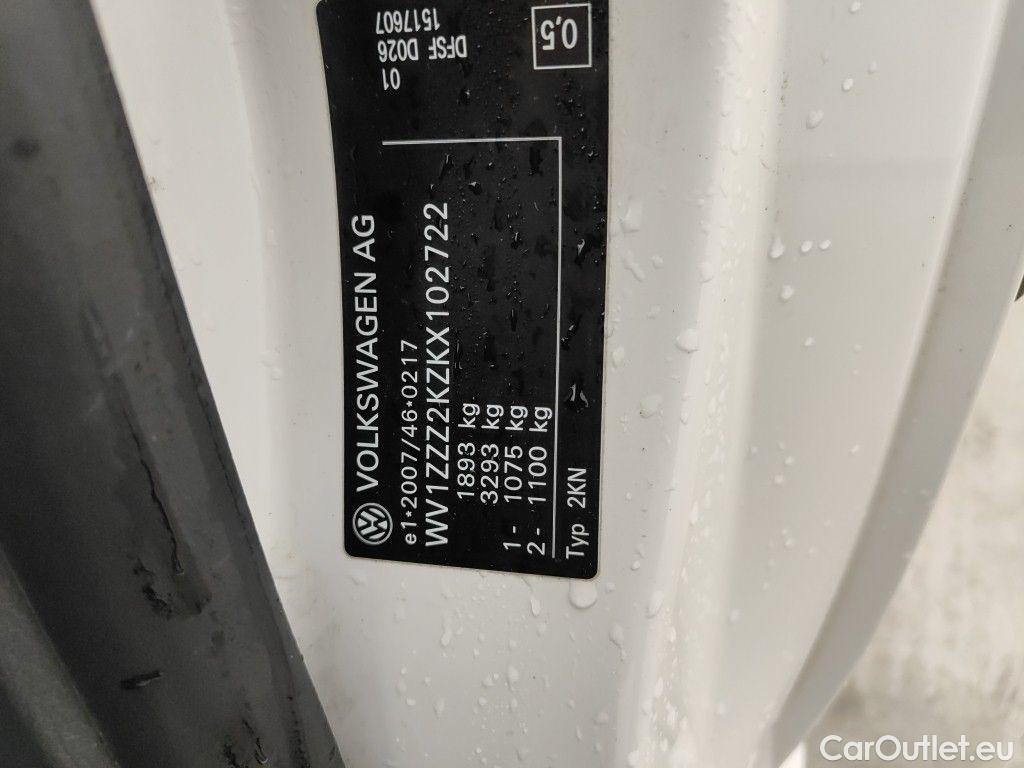 VOLKSWAGEN AG
e1*2007/46*0217
WV1ZZZ2KZKX102722
1893 kg
3293 kg
1- 1075 kg
2- 1100 kg
Typ 2KN
01
DFSF D026
1517607
0,5
CarOutlet.eu